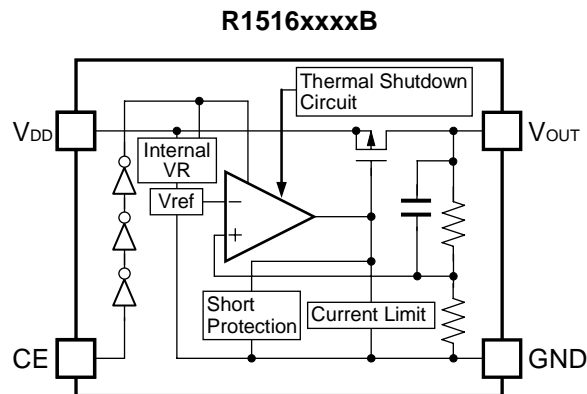 R1516xxxxB
Thermal Shutdown
Circuit
VDD
VOUT
Internal
VR
Vref
−
+
Short
Protection
Current Limit
CE
GND